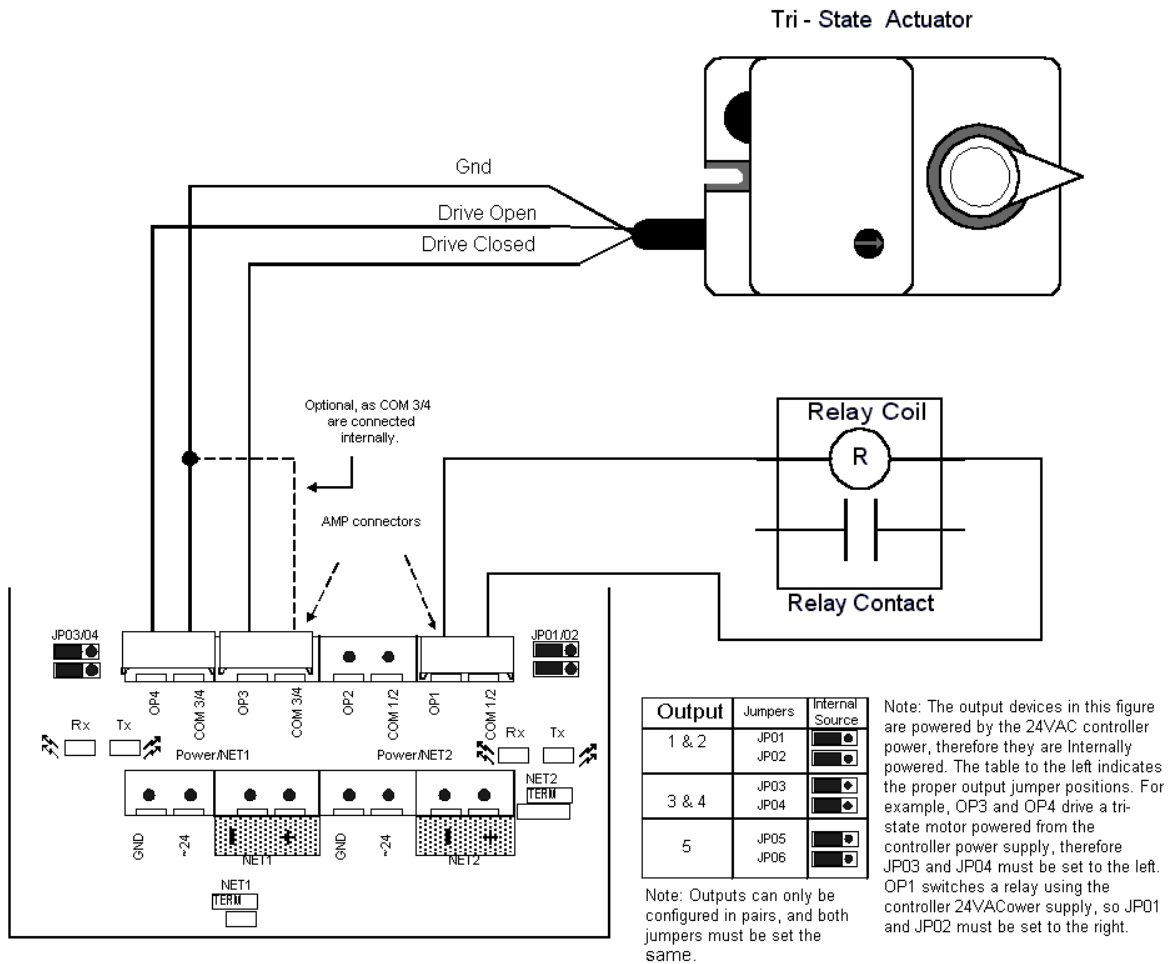 Tri - State Actuator
Gnd
Drive Open
Drive Closed
Optional, as COM 3/4
are connected
internally.
AMP connectors
Relay Coil
R
Relay Contact
JP03/04
JP01/02
OP4
COM 3/4
OP3
COM 3/4
OP2
COM 1/2
OP1
COM 1/2
Rx
Tx
Power/NET1
Power/NET2
Rx
Tx
NET2
TERM
GND
~24
-
+
NET1
GND
~24
-
+
NET2
NET1
TERM
Output
Jumpers
Internal
Source
1 & 2
JP01
JP02
3 & 4
JP03
JP04
5
JP05
JP06
Note: Outputs can only be
configured in pairs, and both
jumpers must be set the
same.
Note: The output devices in this figure
are powered by the 24VAC controller
power, therefore they are Internally
powered. The table to the left indicates
the proper output jumper positions. For
example, OP3 and OP4 drive a tri-
state motor powered from the
controller power supply, therefore
JP03 and JP04 must be set to the left.
OP1 switches a relay using the
controller 24VACower supply, so JP01
and JP02 must be set to the right.